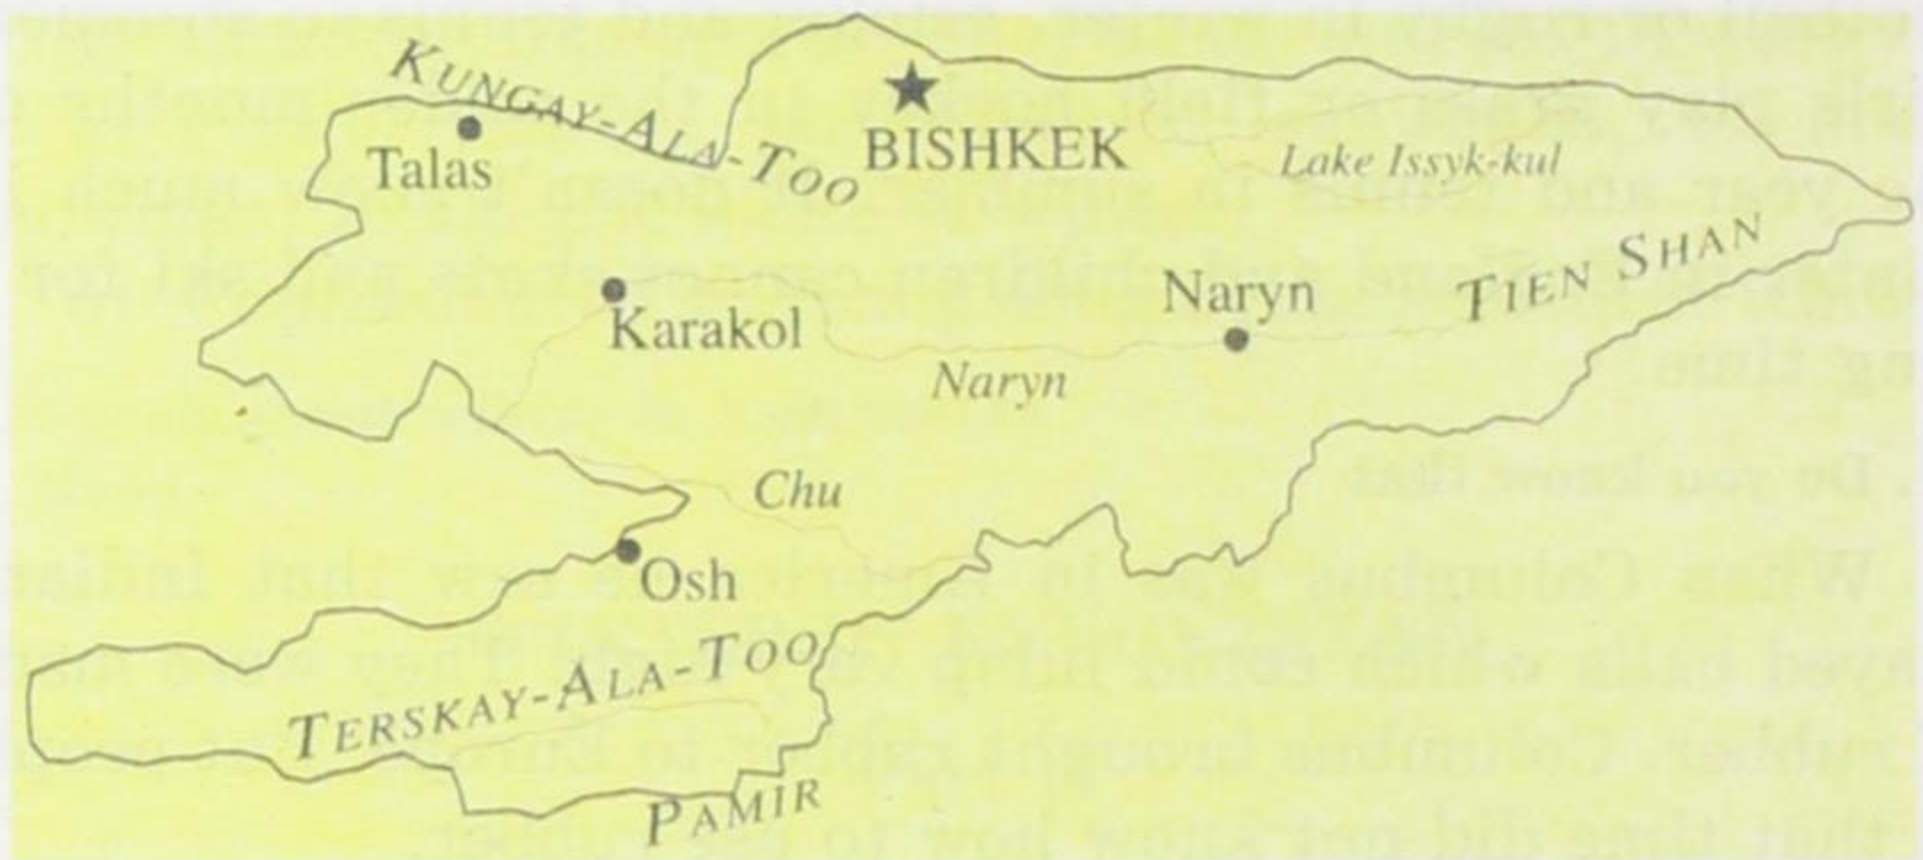 KUNGAY-ALA-TOO
Talas
BISHKEK
Lake Issyk-kul
TIEN SHAN
Naryn
Karakol
Naryn
Chu
Osh
TERSKAY-ALA-TOO
PAMIR